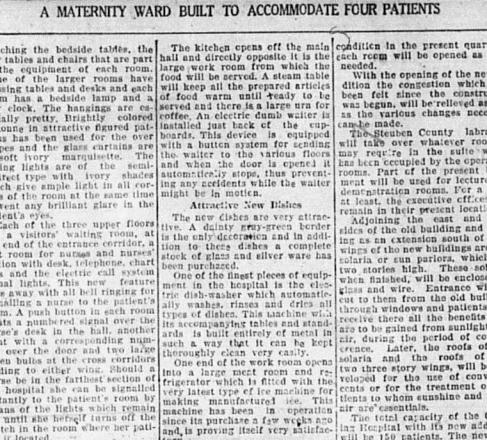 A MATERNITY WARD BUILT TO ACCOMMODATE FOUR PATIENTS
ching the bedside tables, the
tables and chairs that are part
the equipment of each room.
ne of the larger rooms have
sing tables and desks and each
m has a bedside lamp and a
clock. The hangings are es-
ially pretty. Brightly colored
onne in attractive figured pat-
s has been used for the over
pes and the glass curtains are
soft ivory marquisette. The
ing lights are of the semi-
irect type with ivory shades
ch give ample light in all cor-
of the room at the same time
vent any brilliant glare in the
ient's eyes.
Each of the three upper floors
a visitors' waiting room, at
end of the entrance corridor, a
t room for nurses and nurses'
tion with desk, telephone, chart
and the electric call system
nal lights. This new feature
s away with all bell ringing for
alling a nurse to the patient's
m. A push button in each room
ts a numbered signal over the
se's desk in the hall, another
t with a corresponding num-
over the door and two larger
en bulbs at the cross corridors
ding to either wing. Should a
se be in the farthest section of
hospital she can be signalled
tantly to the patient's room by
ans of the lights which remain
until she herself turns off the
tch in the room where her pati-
is located.
The kitchen opens off the main
hall and directly opposite it is the
large work room from which the
food will be served. A steam table
will keep all the prepared articles
of food warm until ready to be
served and there is a large urn for
coffee. An electric dumb waiter is
installed just back of the cup-
boards. This device is equipped
with a button system for sending
the waiter to the various floors
and when the door is opened it
automatically stops, thus prevent-
ing any accidents while the waiter
might be in motion.
Attractive New Dishes
The new dishes are very attrac-
tive. A dainty gray-green border
is the only decoration and in addi-
tion to these dishes a complete
stock of glass and silver ware has
been purchased.
One of the finest pieces of equip-
ment in the hospital is the elec-
tric dish-washer which automatic-
ally washes, rinses and dries all
types of dishes. This machine with
its accompanying tables and stand-
ards is built entirely of metal in
such a way that it can be kept
thoroughly clean very easily.
One end of the work room opens
into a large meat room and re-
frigerator which is fitted with the
very latest type of ice machine for
making manufactured ice. This
machine has been in operation
since its purchase a few weeks ago
and is proving itself very satisfac-
condition in the present quar
each room will be opened as
needed.
With the opening of the new
dition the congestion which
been felt since the construct
was begun, will be relieved as
as the various changes nece
can be made.
The Steuben County labra
will take over whatever roo
may require in the suite w
has been occupied by the opera
rooms. Part of the present
ment will be used for lecture
demonstration rooms. For a
at least, the executive offices
remain in their present locati
Adjoining the east and
sides of the old building and
ing as an extension south of
wings of the new buildings are
solaria or sun parlors, which
two stories high. These sol
when finished, will be enclose
glass and wire. Entrance wi
cut to them from the old buil
through windows and patients
receive there all the benefits
are to be gained from sunlight
air, during the period of co
cence. Later, the roofs of
solaria and the roofs of
two three story wings, will be
veloped for the use of conv
cents or for the treatment of
tients to whom sunshine and
air are essentials.
The total capacity of the
ing Hospital with its new add
will be 150 patients. The no